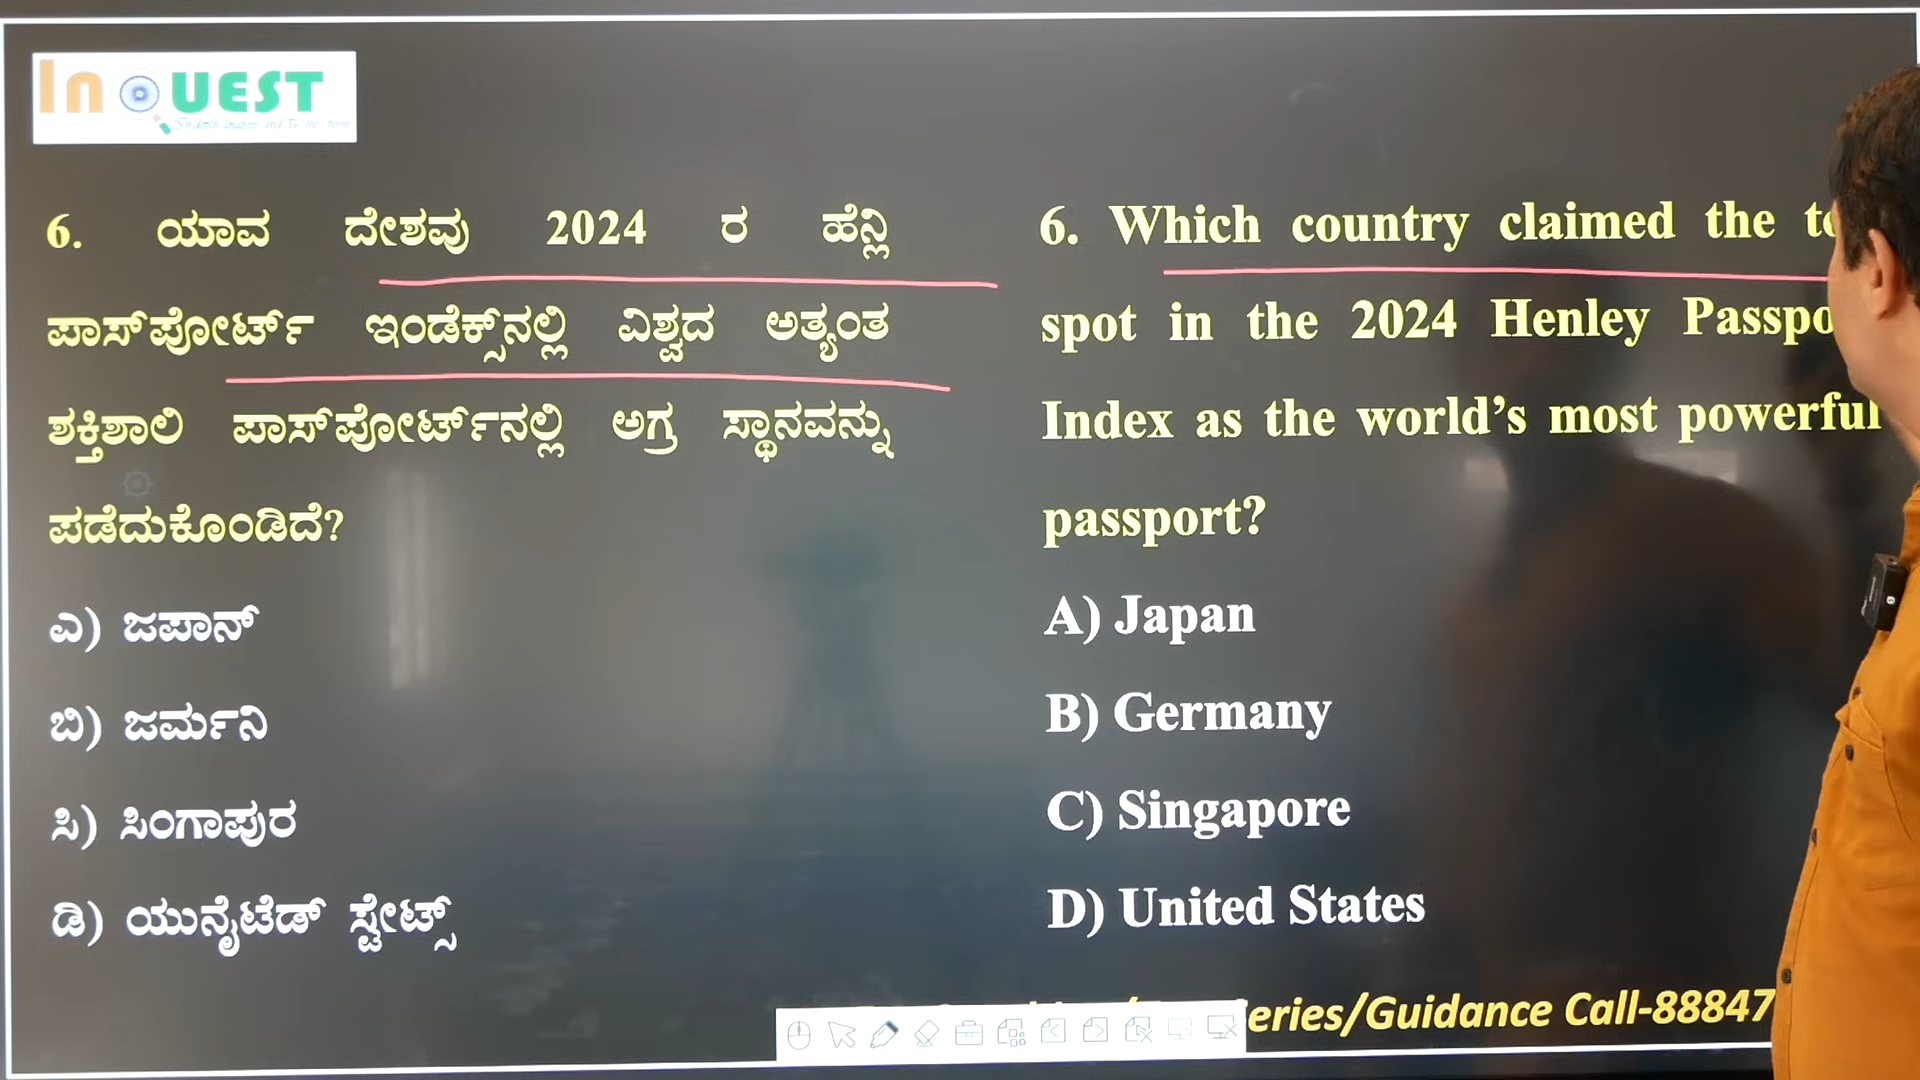 InQUEST
6. ಯಾವ ದೇಶವು 2024 ರ ಹೆನ್ಲಿ
ಪಾಸ್‌ಪೋರ್ಟ್ ಇಂಡೆಕ್ಸ್‌ನಲ್ಲಿ ವಿಶ್ವದ ಅತ್ಯಂತ
ಶಕ್ತಿಶಾಲಿ ಪಾಸ್‌ಪೋರ್ಟ್‌ನಲ್ಲಿ ಅಗ್ರ ಸ್ಥಾನವನ್ನು
ಪಡೆದುಕೊಂಡಿದೆ?
ಎ) ಜಪಾನ್
ಬಿ) ಜರ್ಮನಿ
ಸಿ) ಸಿಂಗಾಪುರ
ಡಿ) ಯುನೈಟೆಡ್ ಸ್ಟೇಟ್ಸ್
6. Which country claimed the
spot in the 2024 Henley
Index as the world’s most powerful
passport?
A) Japan
B) Germany
C) Singapore
D) United States
/Guidance Call-88847